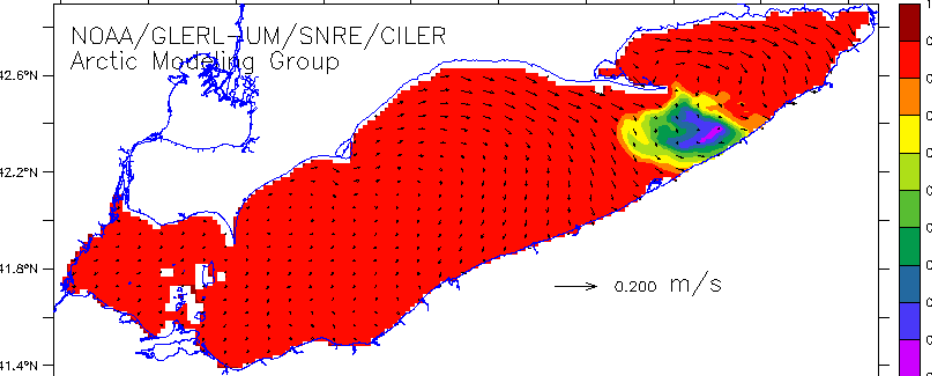 NOAA/GLERL-UM/SNRE/CILER
Arctic Modeling Group
42.6°N
42.2°N
41.8°N
41.4°N
0.200 m/s